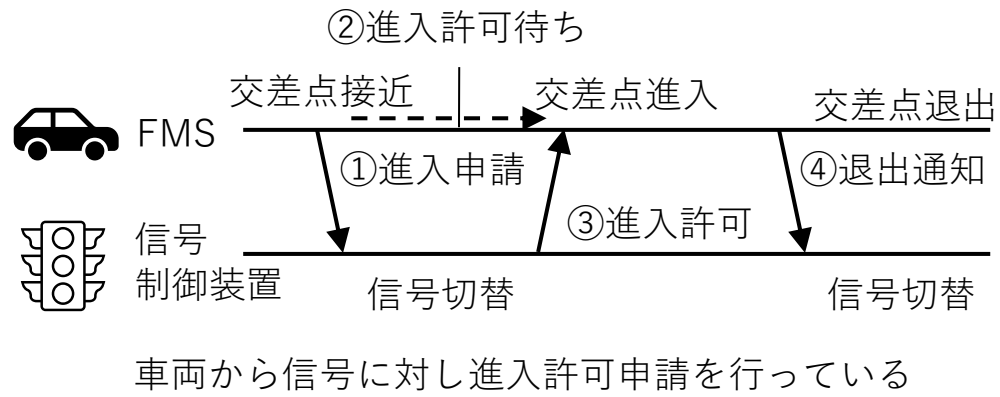 ②進入許可待ち
交差点接近
交差点進入
交差点退出
FMS
①進入申請
④退出通知
③進入許可
信号
制御装置
信号切替
信号切替
車両から信号に対し進入許可申請を行っている